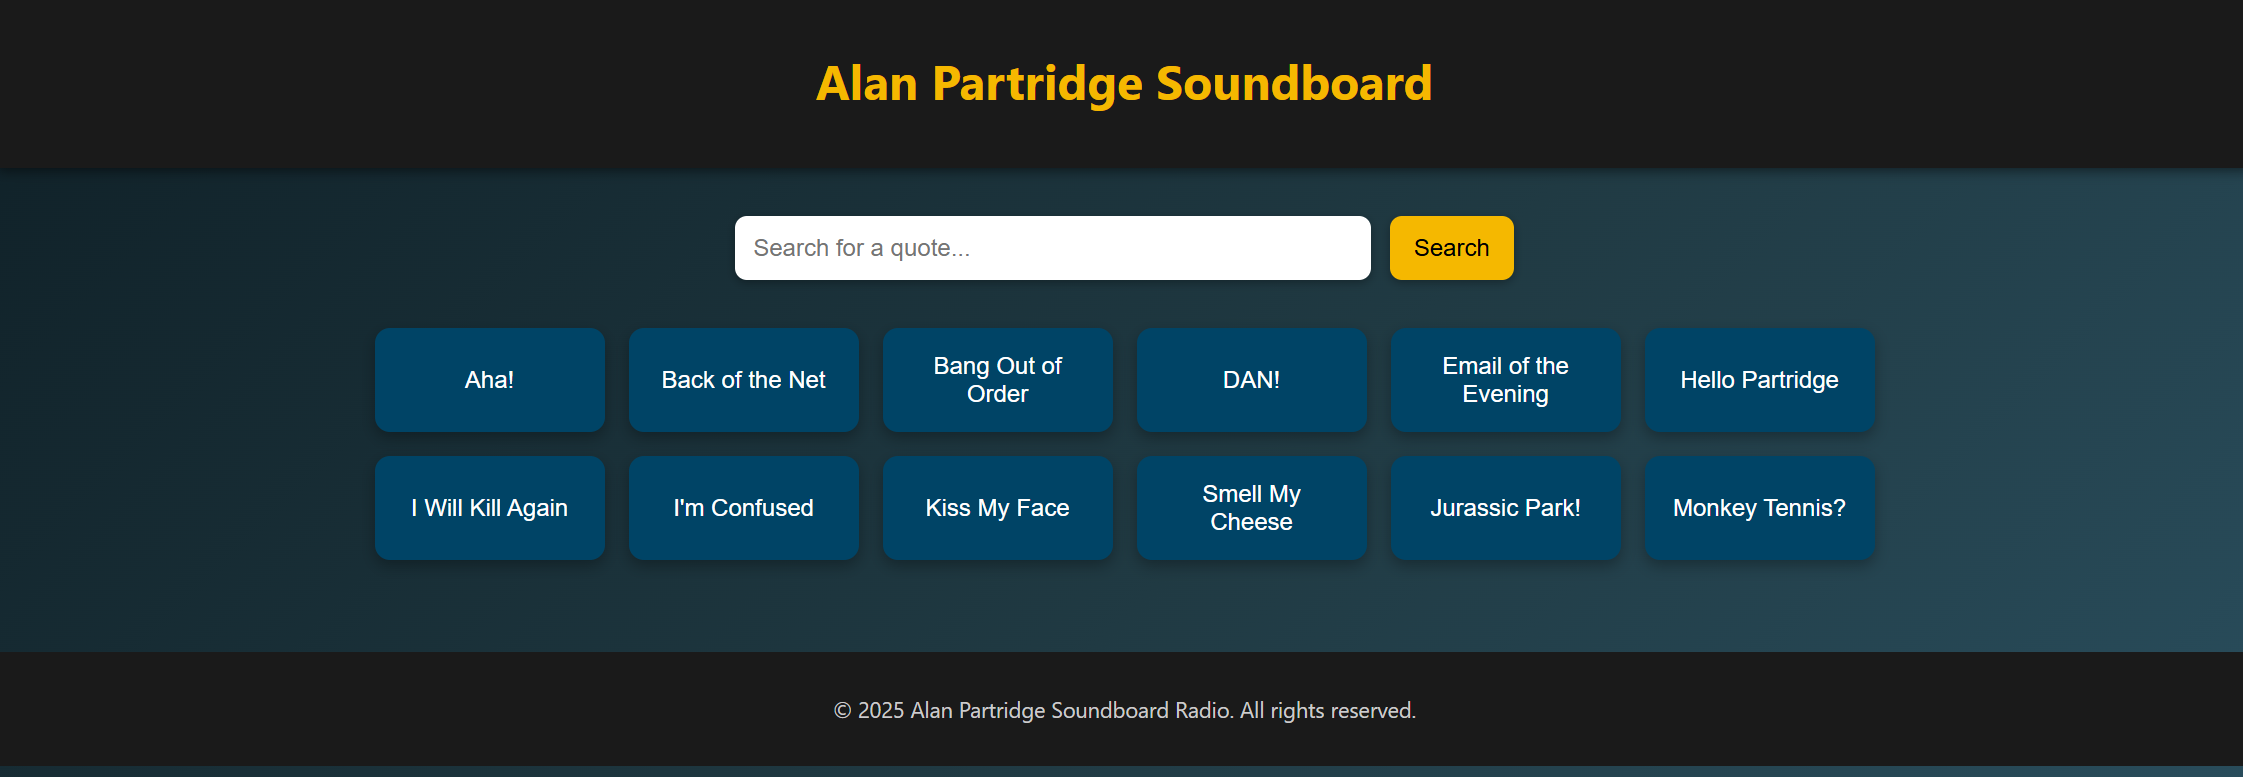 Alan Partridge Soundboard
Search for a quote...
Search
Aha!
Back of the Net
Bang Out of
Order
DAN!
Email of the
Evening
Hello Partridge
I Will Kill Again
I'm Confused
Kiss My Face
Smell My
Cheese
Jurassic Park!
Monkey Tennis?
© 2025 Alan Partridge Soundboard Radio. All rights reserved.